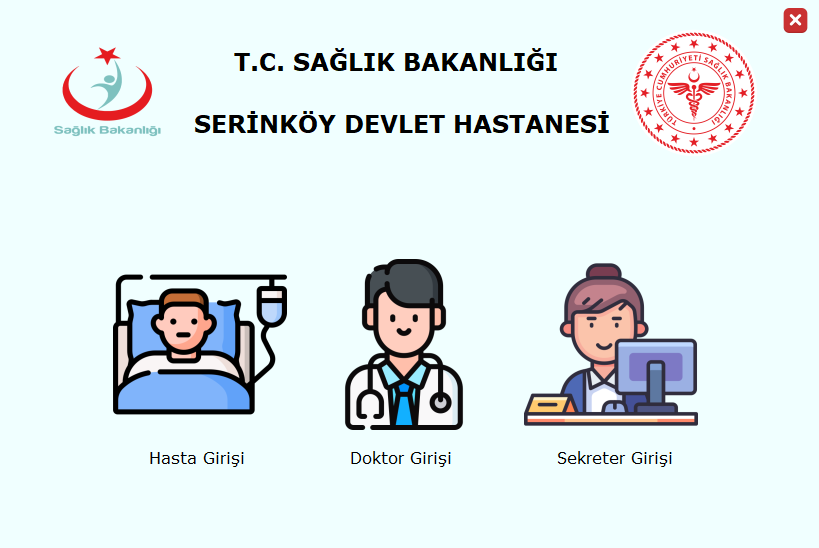 T.C. SAĞLIK BAKANLIĞI
SERİNKÖY DEVLET HASTANESİ
Sağlık Bakanlığı
TÜRKİYE CUMHURİYETİ SAĞLIK BAKANLIĞI
Hasta Girişi
Doktor Girişi
Sekreter Girişi